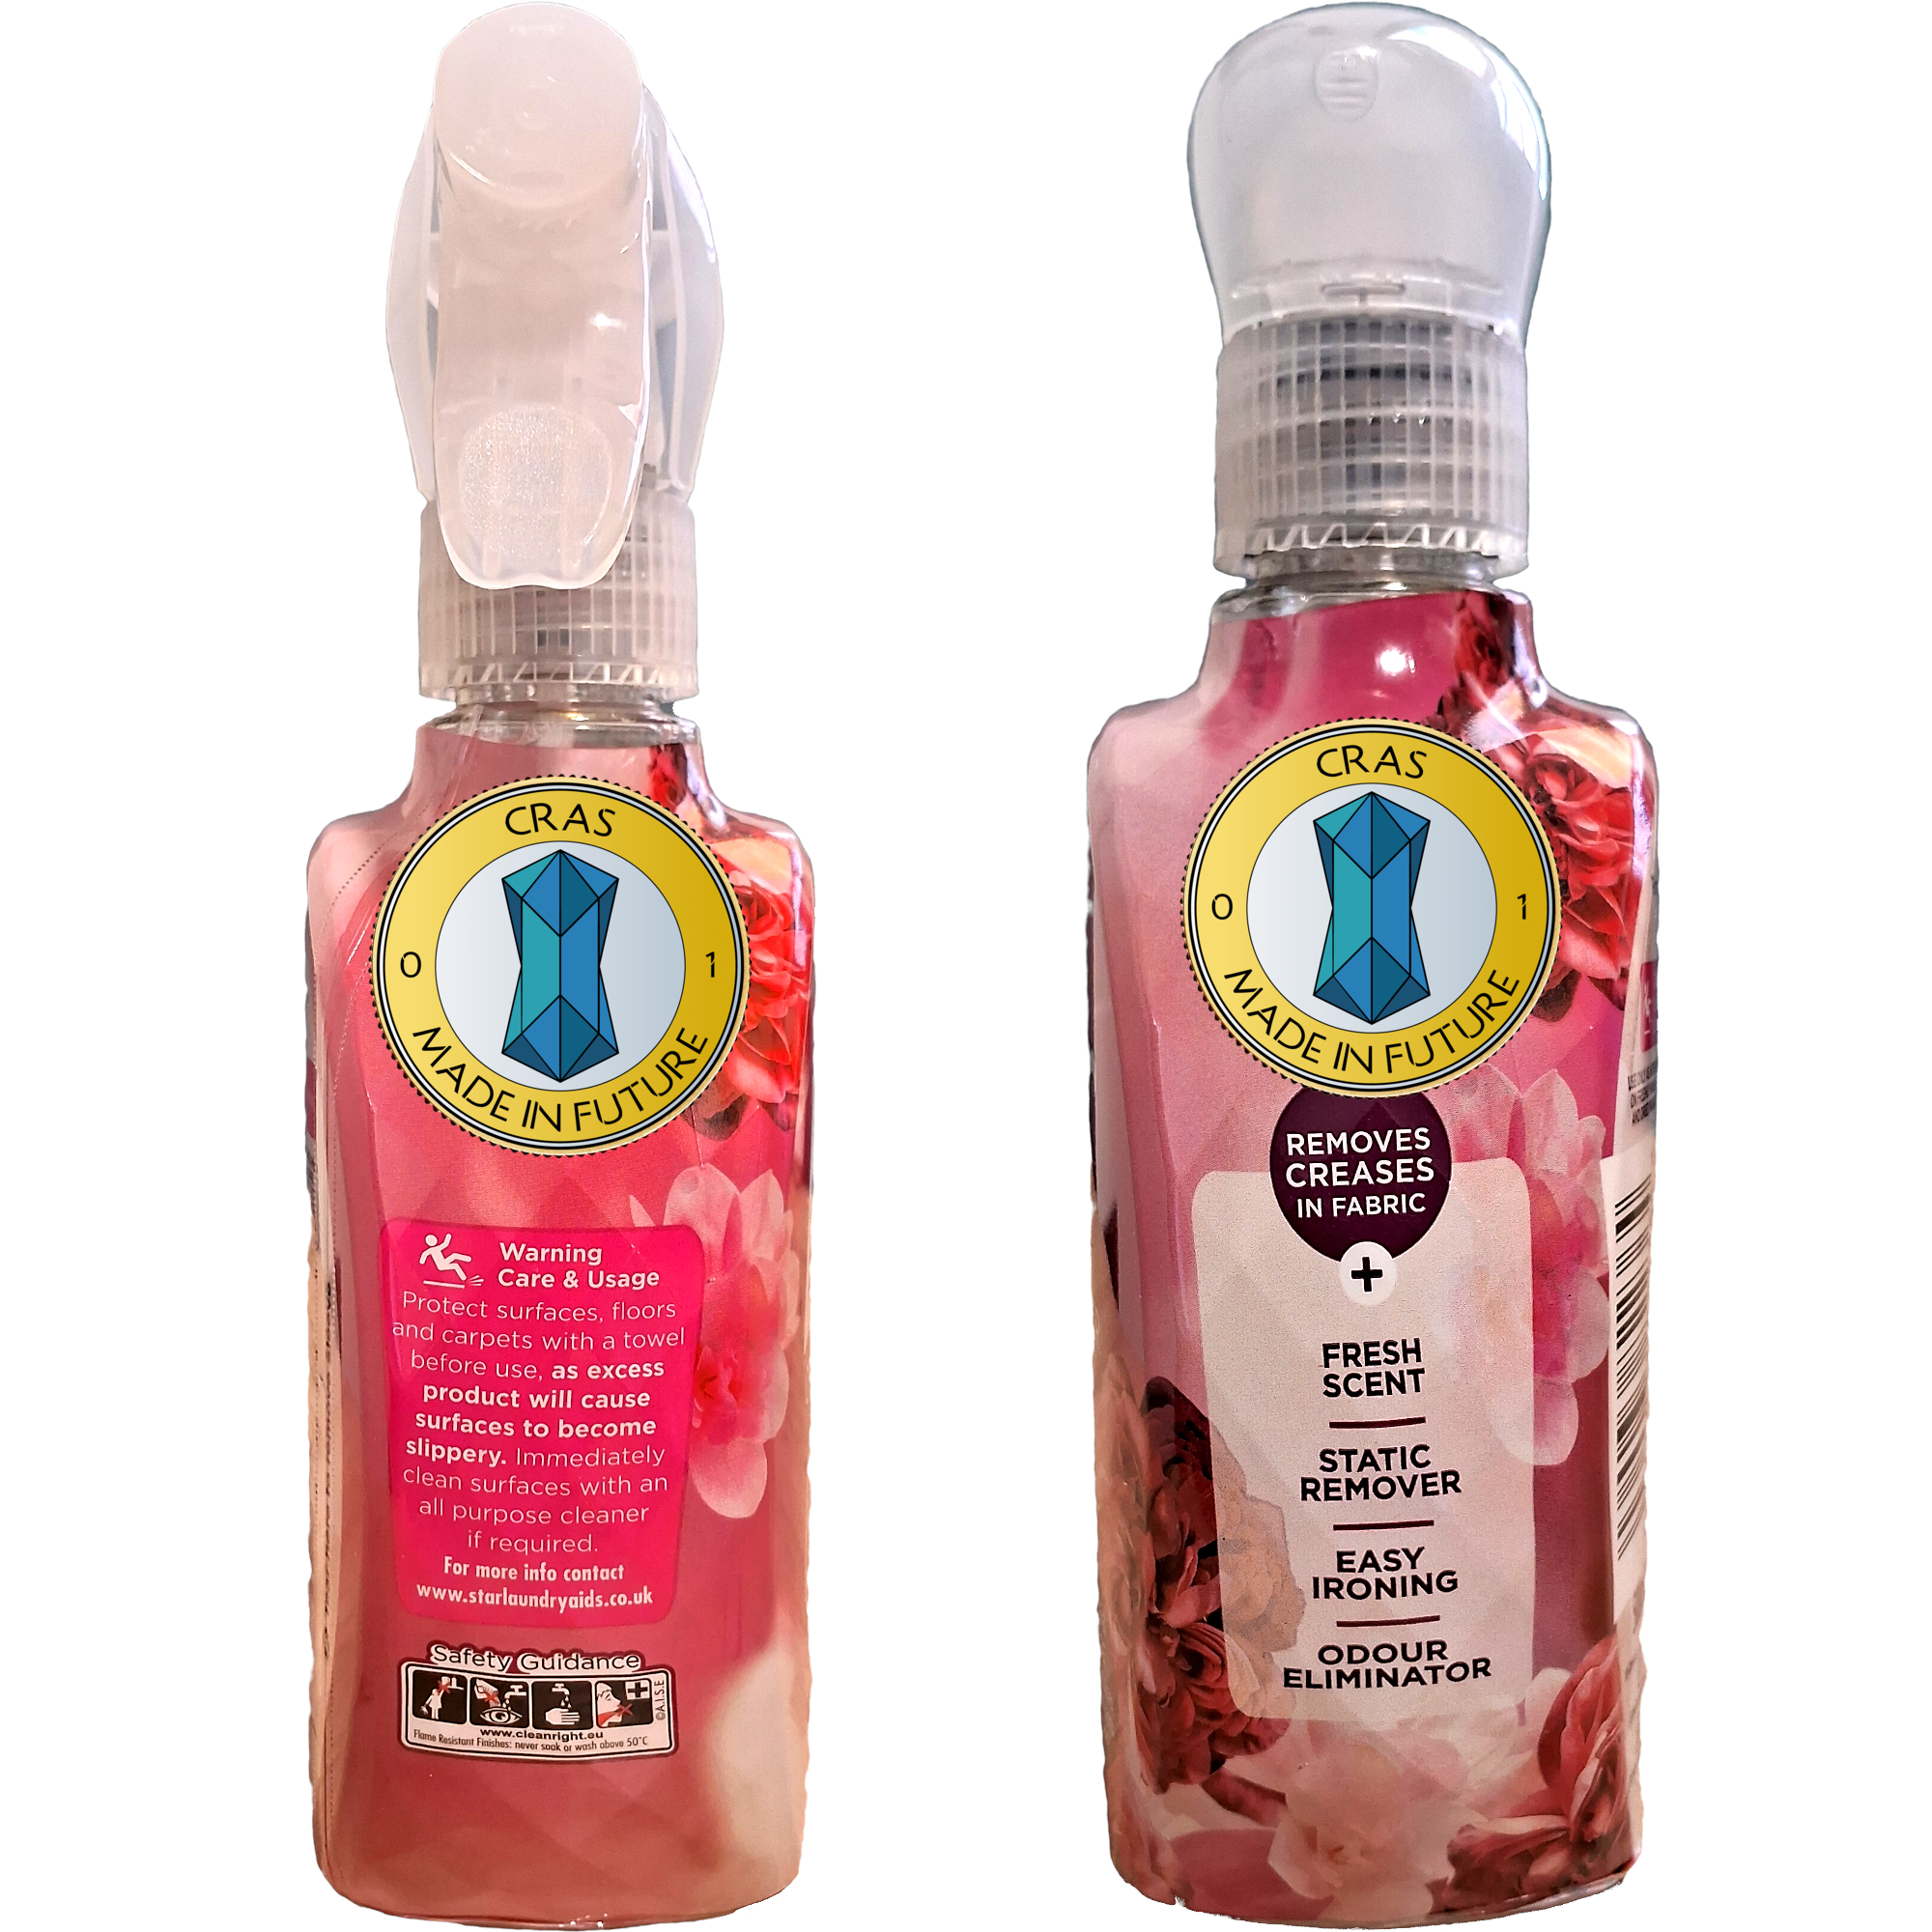 CRAS
0 1
MADE IN FUTURE
Warning
Care & Usage
Protect surfaces, floors
and carpets with a towel
before use, as excess
product will cause
surfaces to become
slippery. Immediately
clean surfaces with an
all purpose cleaner
if required.
For more info contact
www.starlaundryaids.co.uk
Safety Guidance
www.cleanright.eu
©A.I.S.E
Flame Resistant Finishes: never soak or wash above 50°C
CRAS
0 1
MADE IN FUTURE
REMOVES
CREASES
IN FABRIC
+
FRESH
SCENT
STATIC
REMOVER
EASY
IRONING
ODOUR
ELIMINATOR